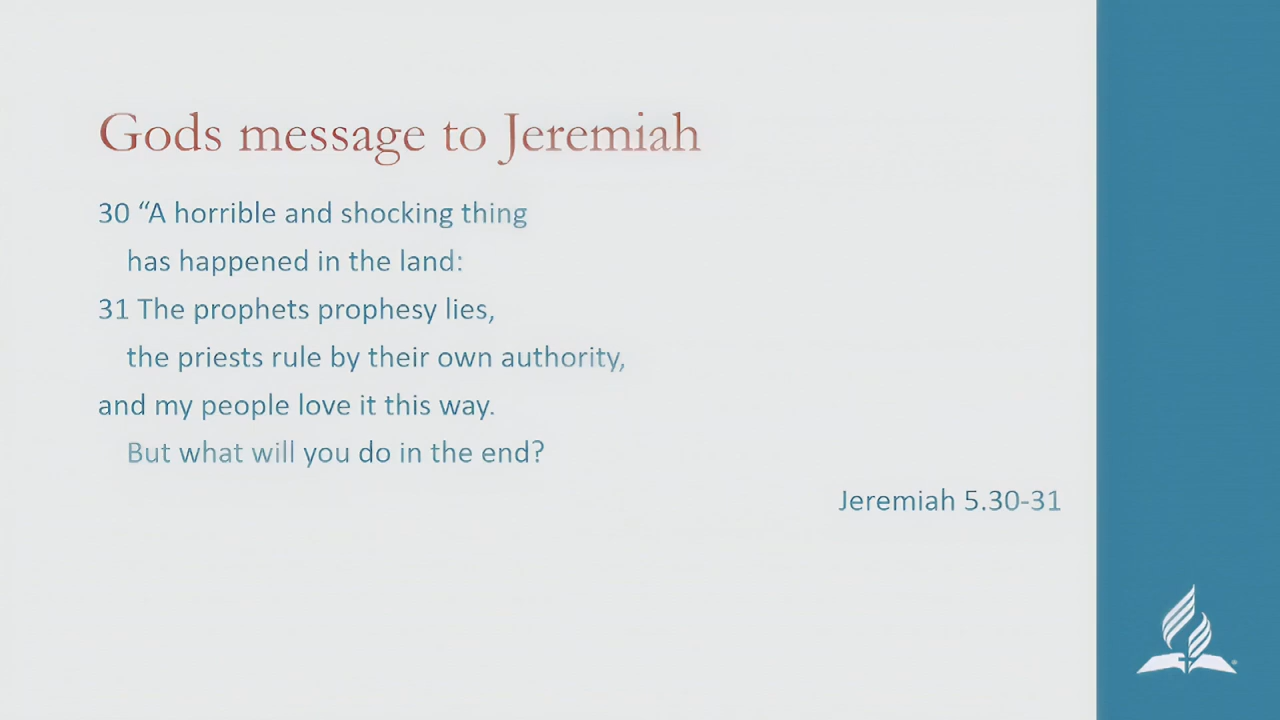 Gods message to Jeremiah
30 “A horrible and shocking thing
has happened in the land:
31 The prophets prophesy lies,
the priests rule by their own authority,
and my people love it this way.
But what will you do in the end?
Jeremiah 5.30-31